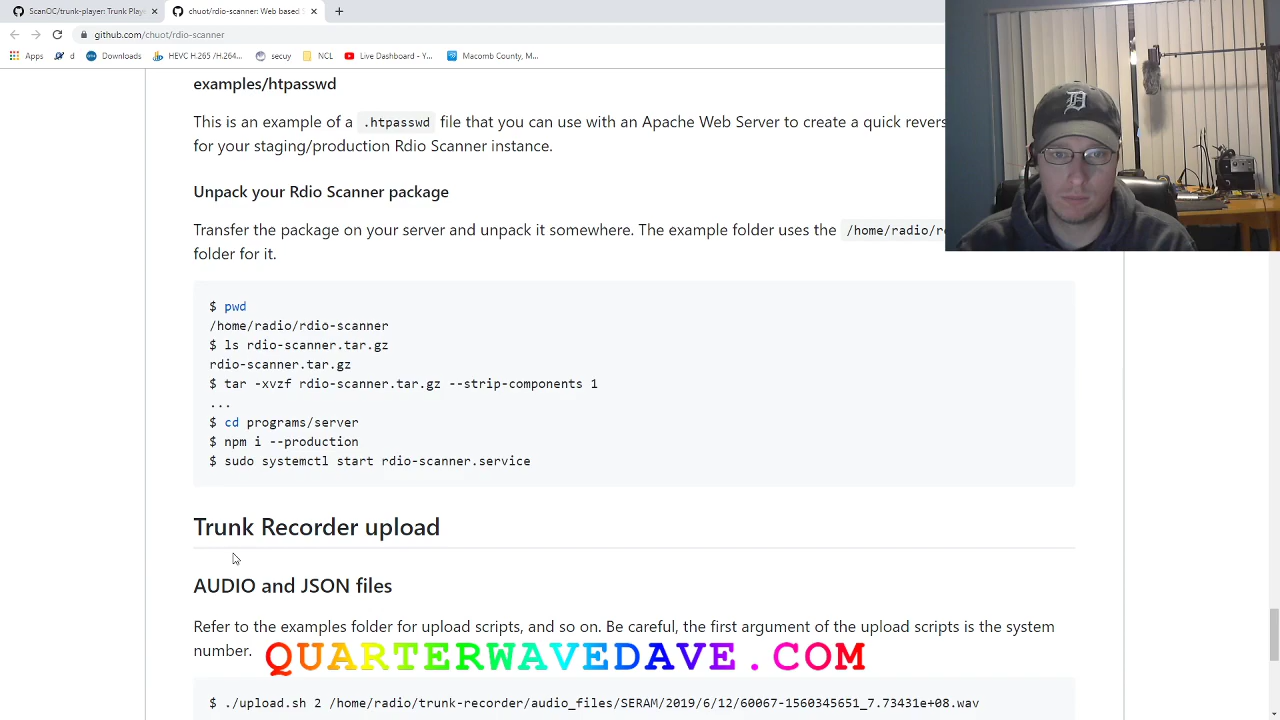 ScanOC/trunk-player: Trunk Playe
chuot/rdio-scanner: Web based S
github.com/chuot/rdio-scanner
Apps
d
Downloads
HEVC H.265 /H.264...
secuy
NCL
Live Dashboard - Y...
Macomb County, M...
examples/htpasswd
This is an example of a .htpasswd file that you can use with an Apache Web Server to create a quick revers
for your staging/production Rdio Scanner instance.
Unpack your Rdio Scanner package
Transfer the package on your server and unpack it somewhere. The example folder uses the /home/radio/r
folder for it.
$ pwd
/home/radio/rdio-scanner
$ ls rdio-scanner.tar.gz
rdio-scanner.tar.gz
$ tar -xvzf rdio-scanner.tar.gz --strip-components 1
...
$ cd programs/server
$ npm i --production
$ sudo systemctl start rdio-scanner.service
Trunk Recorder upload
AUDIO and JSON files
Refer to the examples folder for upload scripts, and so on. Be careful, the first argument of the upload scripts is the system
number.
QUARTERWAVEDAVE.COM
$ ./upload.sh 2 /home/radio/trunk-recorder/audio_files/SERAM/2019/6/12/60067-1560345651_7.73431e+08.wav